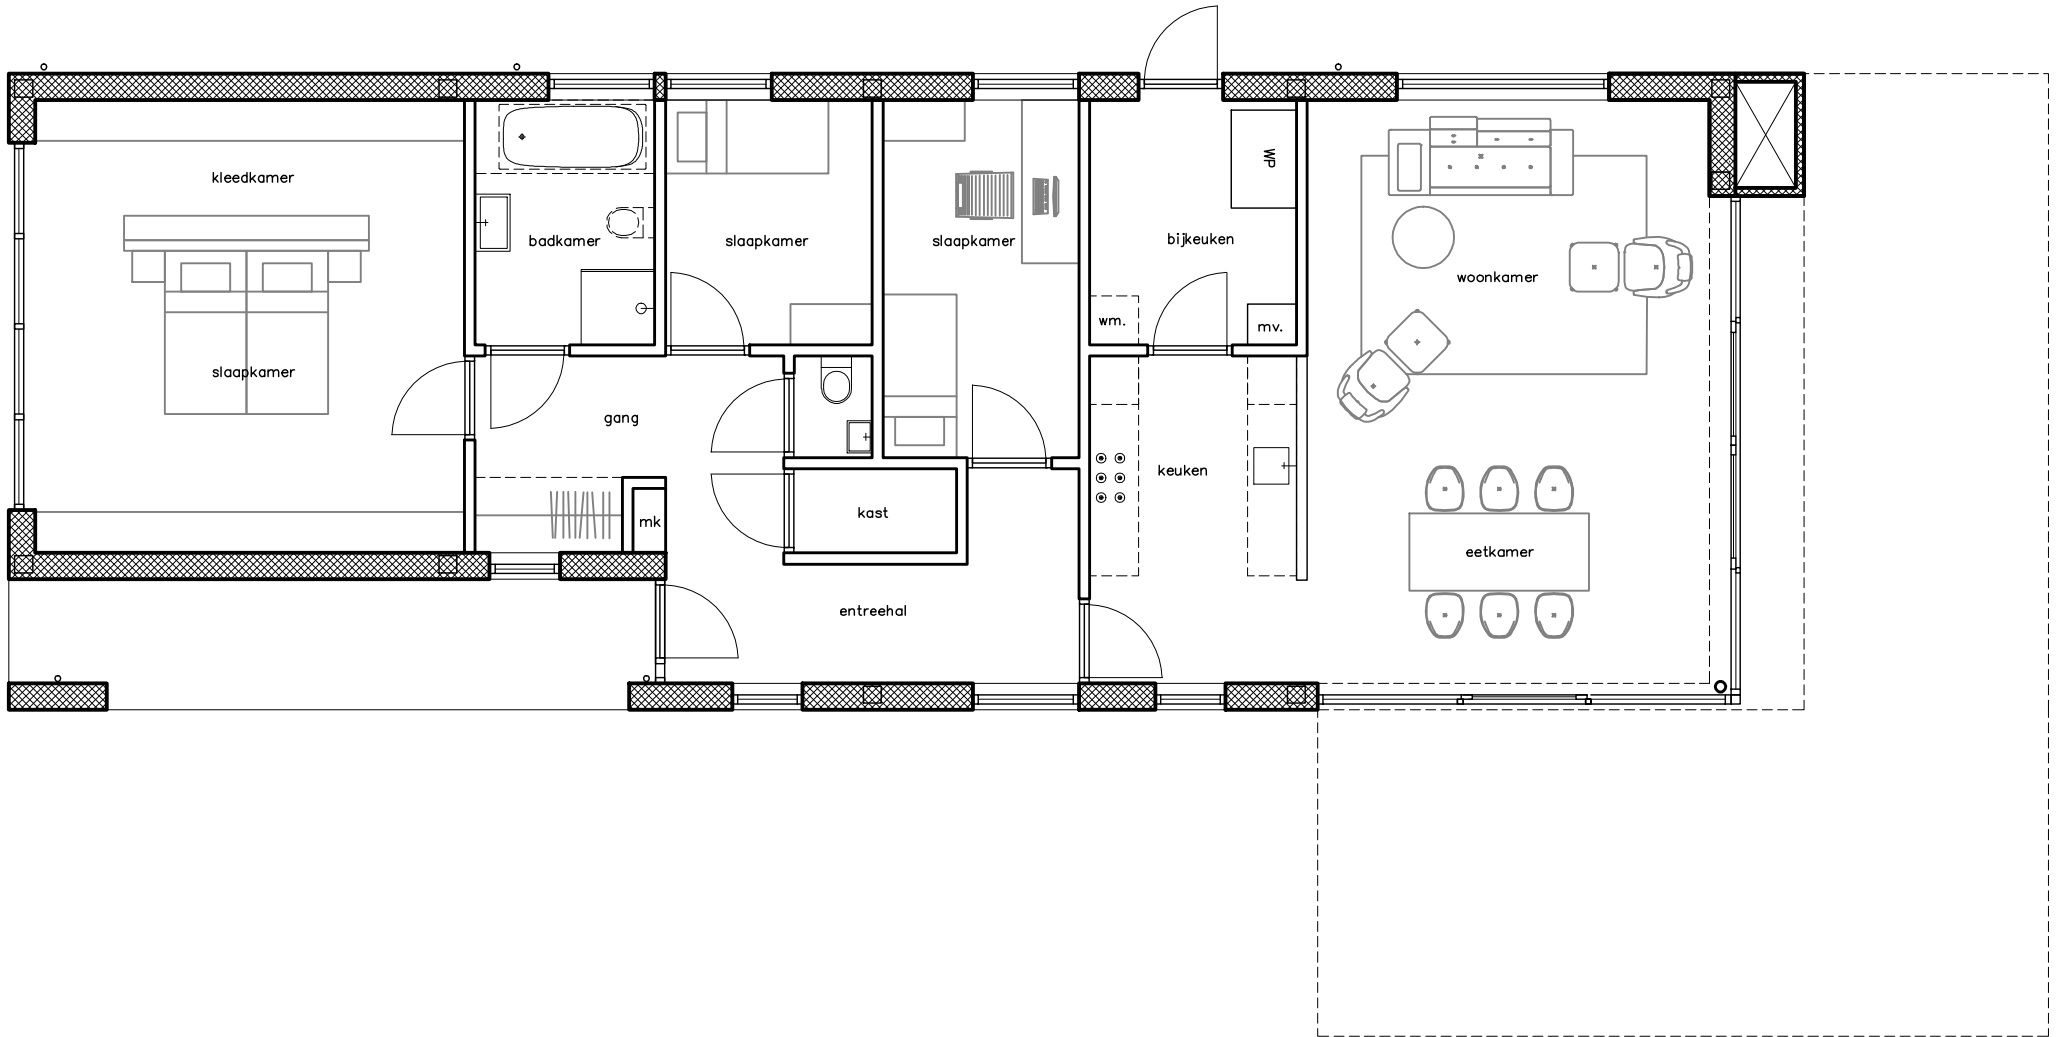 kleedkamer
slaapkamer
badkamer
slaapkamer
slaapkamer
bijkeuken
WP
woonkamer
wm.
mv.
gang
keuken
kast
mk
eetkamer
entreehal